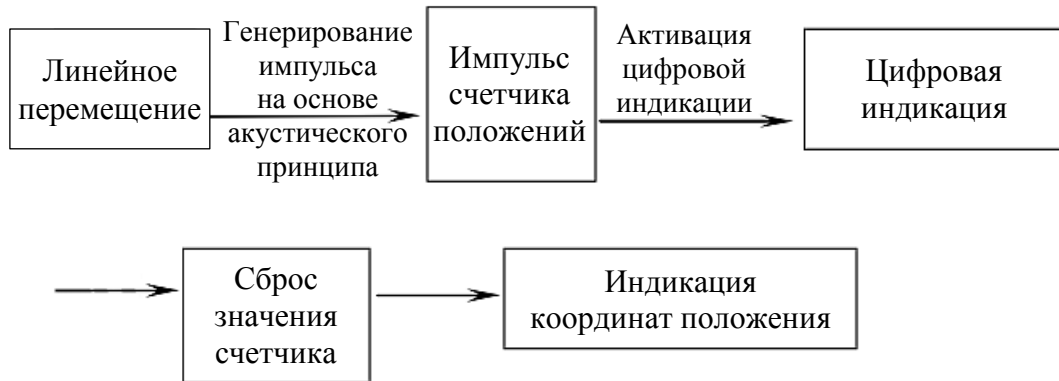 Линейное
перемещение
Генерирование
импульса
на основе
акустического
принципа
Импульс
счетчика
положений
Активация
цифровой
индикации
Цифровая
индикация
Сброс
значения
счетчика
Индикация
координат положения